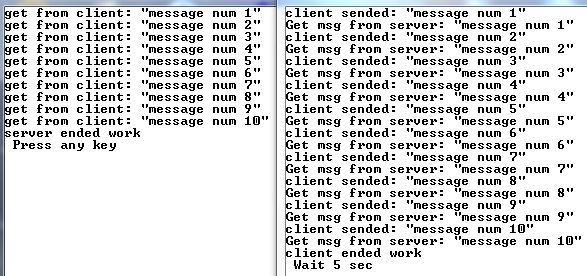 get from client: "message num 1"
get from client: "message num 2"
get from client: "message num 3"
get from client: "message num 4"
get from client: "message num 5"
get from client: "message num 6"
get from client: "message num 7"
get from client: "message num 8"
get from client: "message num 9"
get from client: "message num 10"
server ended work
Press any key
client sended: "message num 1"
Get msg from server: "message num 1"
client sended: "message num 2"
Get msg from server: "message num 2"
client sended: "message num 3"
Get msg from server: "message num 3"
client sended: "message num 4"
Get msg from server: "message num 4"
client sended: "message num 5"
Get msg from server: "message num 5"
client sended: "message num 6"
Get msg from server: "message num 6"
client sended: "message num 7"
Get msg from server: "message num 7"
client sended: "message num 8"
Get msg from server: "message num 8"
client sended: "message num 9"
Get msg from server: "message num 9"
client sended: "message num 10"
Get msg from server: "message num 10"
client ended work
Wait 5 sec